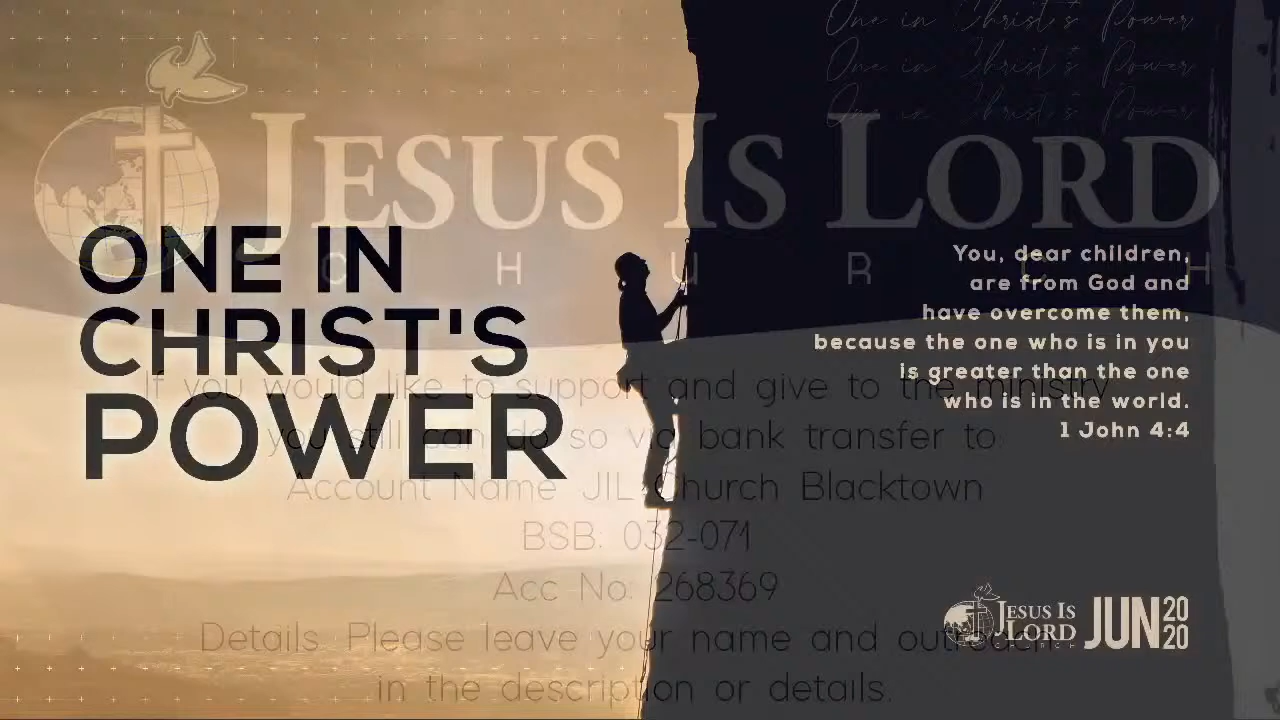 One in Christ's Power
One in Christ's Power
One in Christ's Power
JESUS IS LORD
CHURCH
ONE IN
CHRIST'S
POWER
You, dear children,
are from God and
have overcome them,
because the one who is in you
is greater than the one
who is in the world.
1 John 4:4
If you would like to support and give to the ministry
you still can do so via bank transfer to
Account Name JIL Church Blacktown
BSB: 032-071
Acc No: 268369
Details: Please leave your name and outreach
in the description or details.
JESUS IS
LORD
CHURCH
JUN 2020